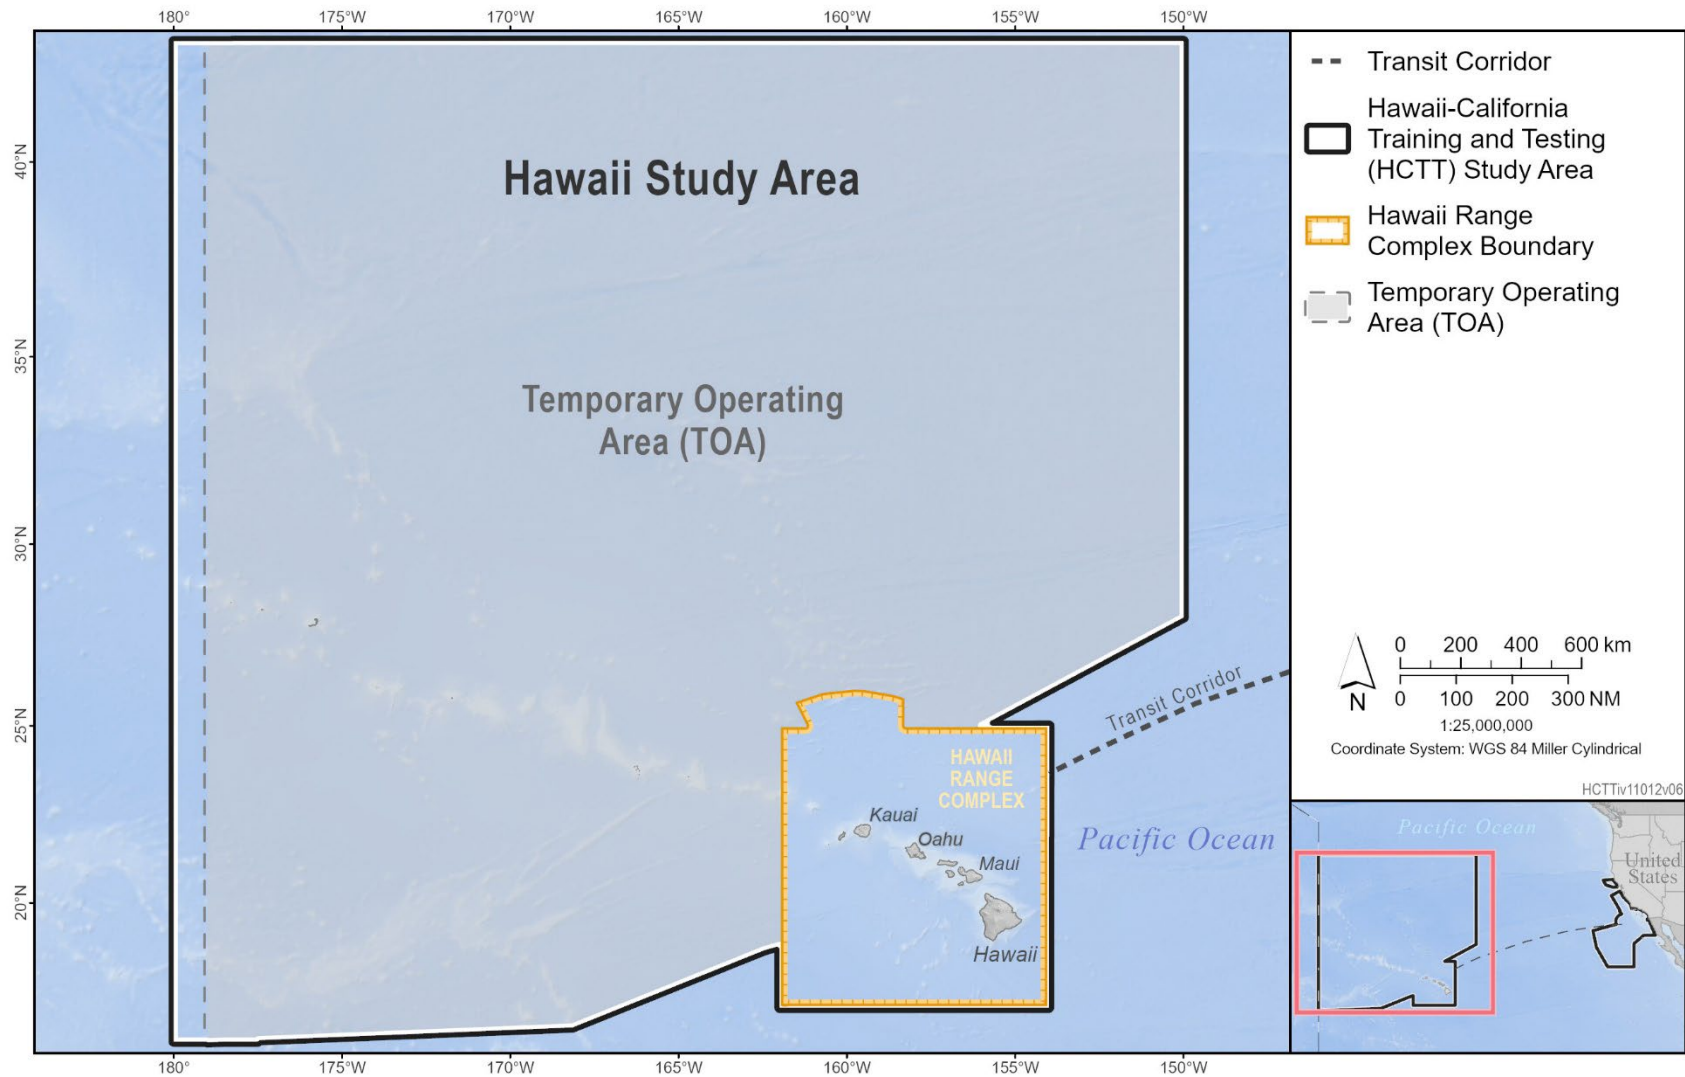 180°
175°W
170°W
165°W
160°W
155°W
150°W
40°N
35°N
30°N
25°N
20°N
Hawaii Study Area
Temporary Operating
Area (TOA)
Transit Corridor
HAWAII
RANGE
COMPLEX
Kauai
Oahu
Maui
Hawaii
Pacific Ocean
180°
175°W
170°W
165°W
160°W
155°W
150°W
Transit Corridor
Hawaii-California
Training and Testing
(HCTT) Study Area
Hawaii Range
Complex Boundary
Temporary Operating
Area (TOA)
N
0 200 400 600 km
0 100 200 300 NM
1:25,000,000
Coordinate System: WGS 84 Miller Cylindrical
HCTTiv11012v06
Pacific Ocean
United
States